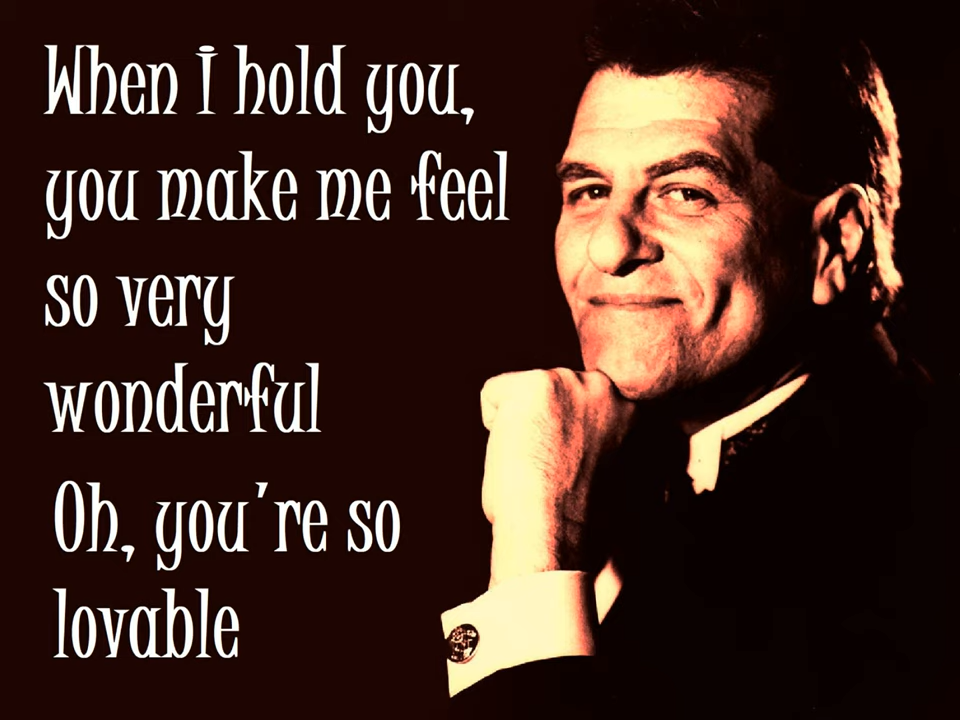 When I hold you,
you make me feel
so very
wonderful
Oh, you're so
lovable